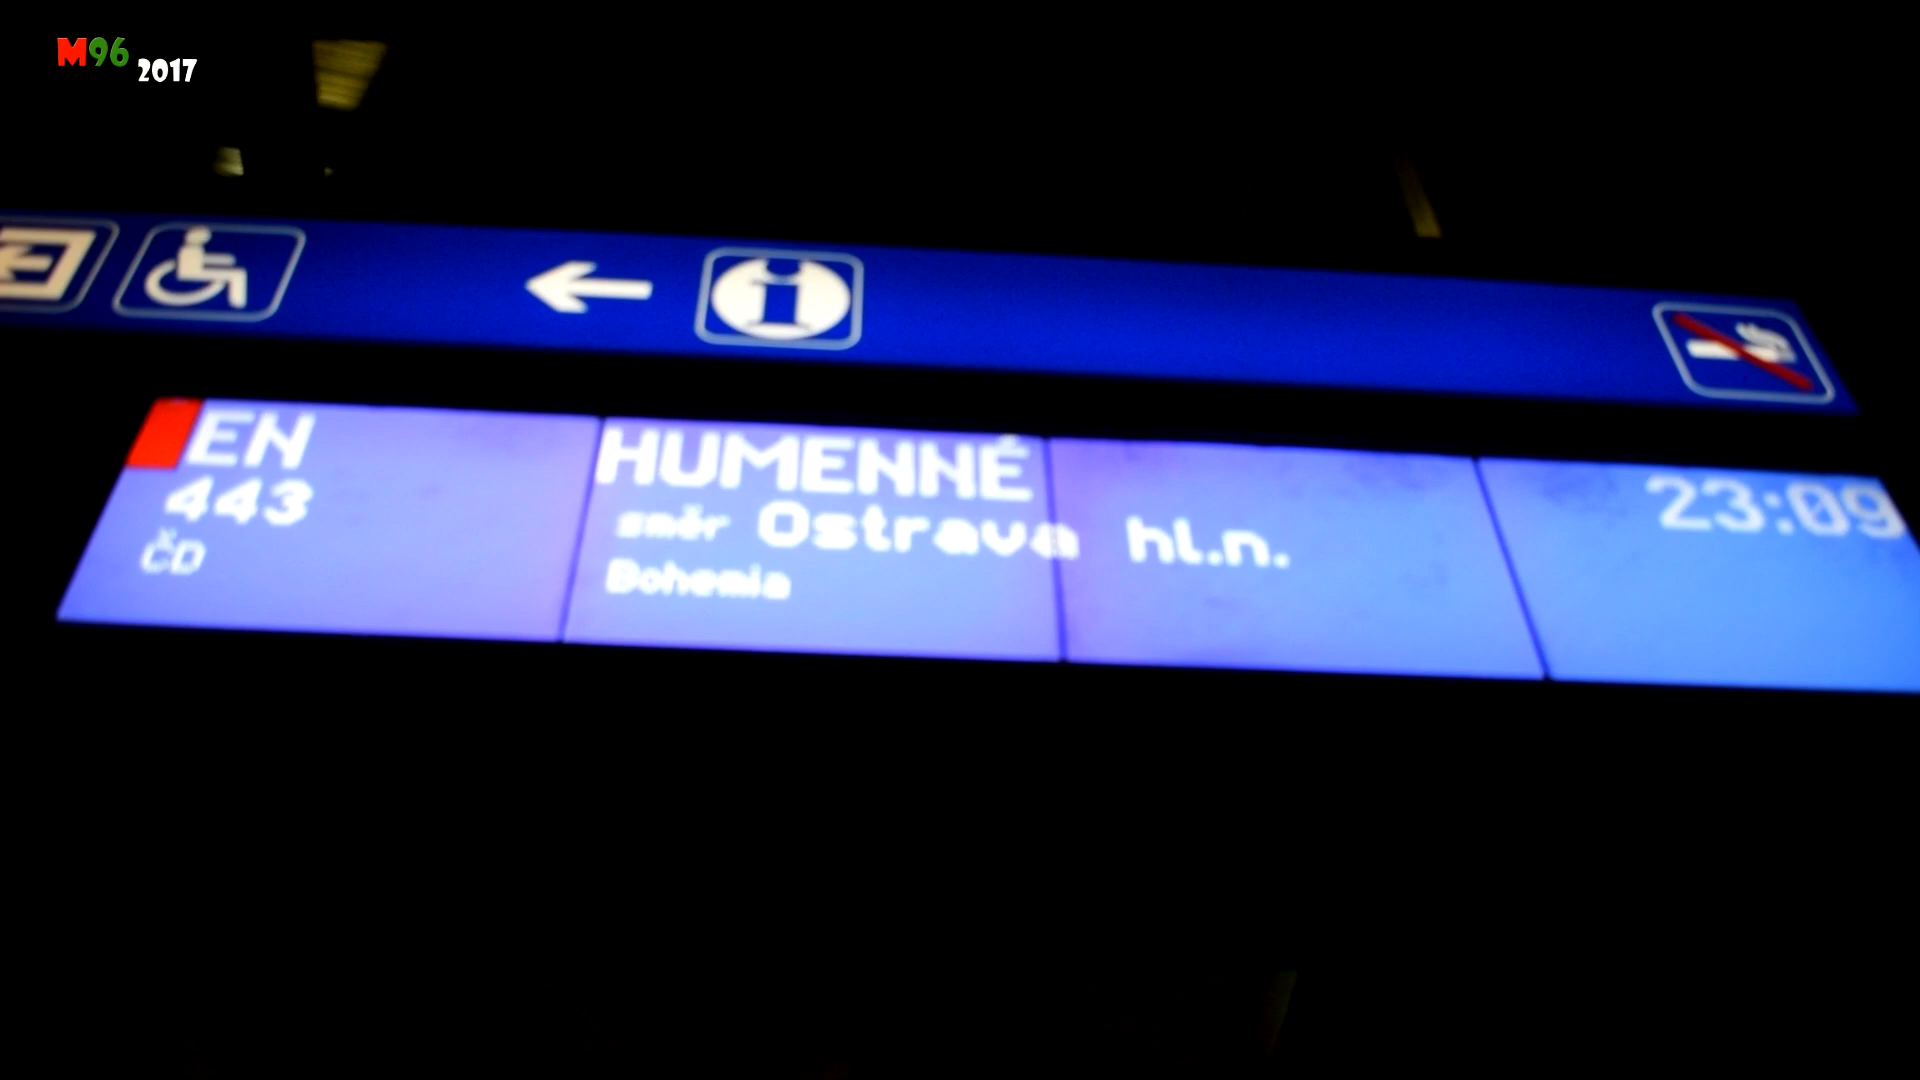 M96 2017
EN
443
ČD
HUMENNÉ
směr Ostrava hl.n.
Bohemia
23:09